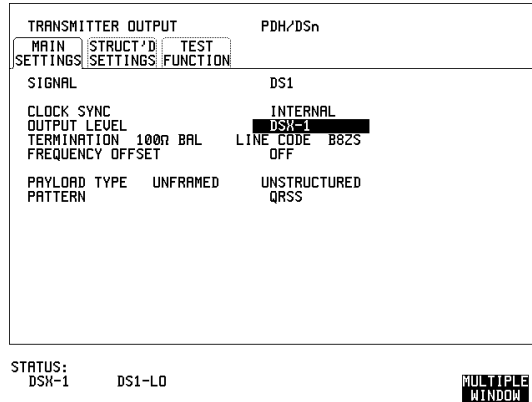 TRANSMITTER OUTPUT PDH/DSn
MAIN SETTINGS
STRUCT'D SETTINGS
TEST FUNCTION
SIGNAL DS1
CLOCK SYNC INTERNAL
OUTPUT LEVEL DSX-1
TERMINATION 100Ω BAL LINE CODE B8ZS
FREQUENCY OFFSET OFF
PAYLOAD TYPE UNFRAMED UNSTRUCTURED
PATTERN QRSS
STATUS:
DSX-1 DS1-LO
MULTIPLE WINDOW